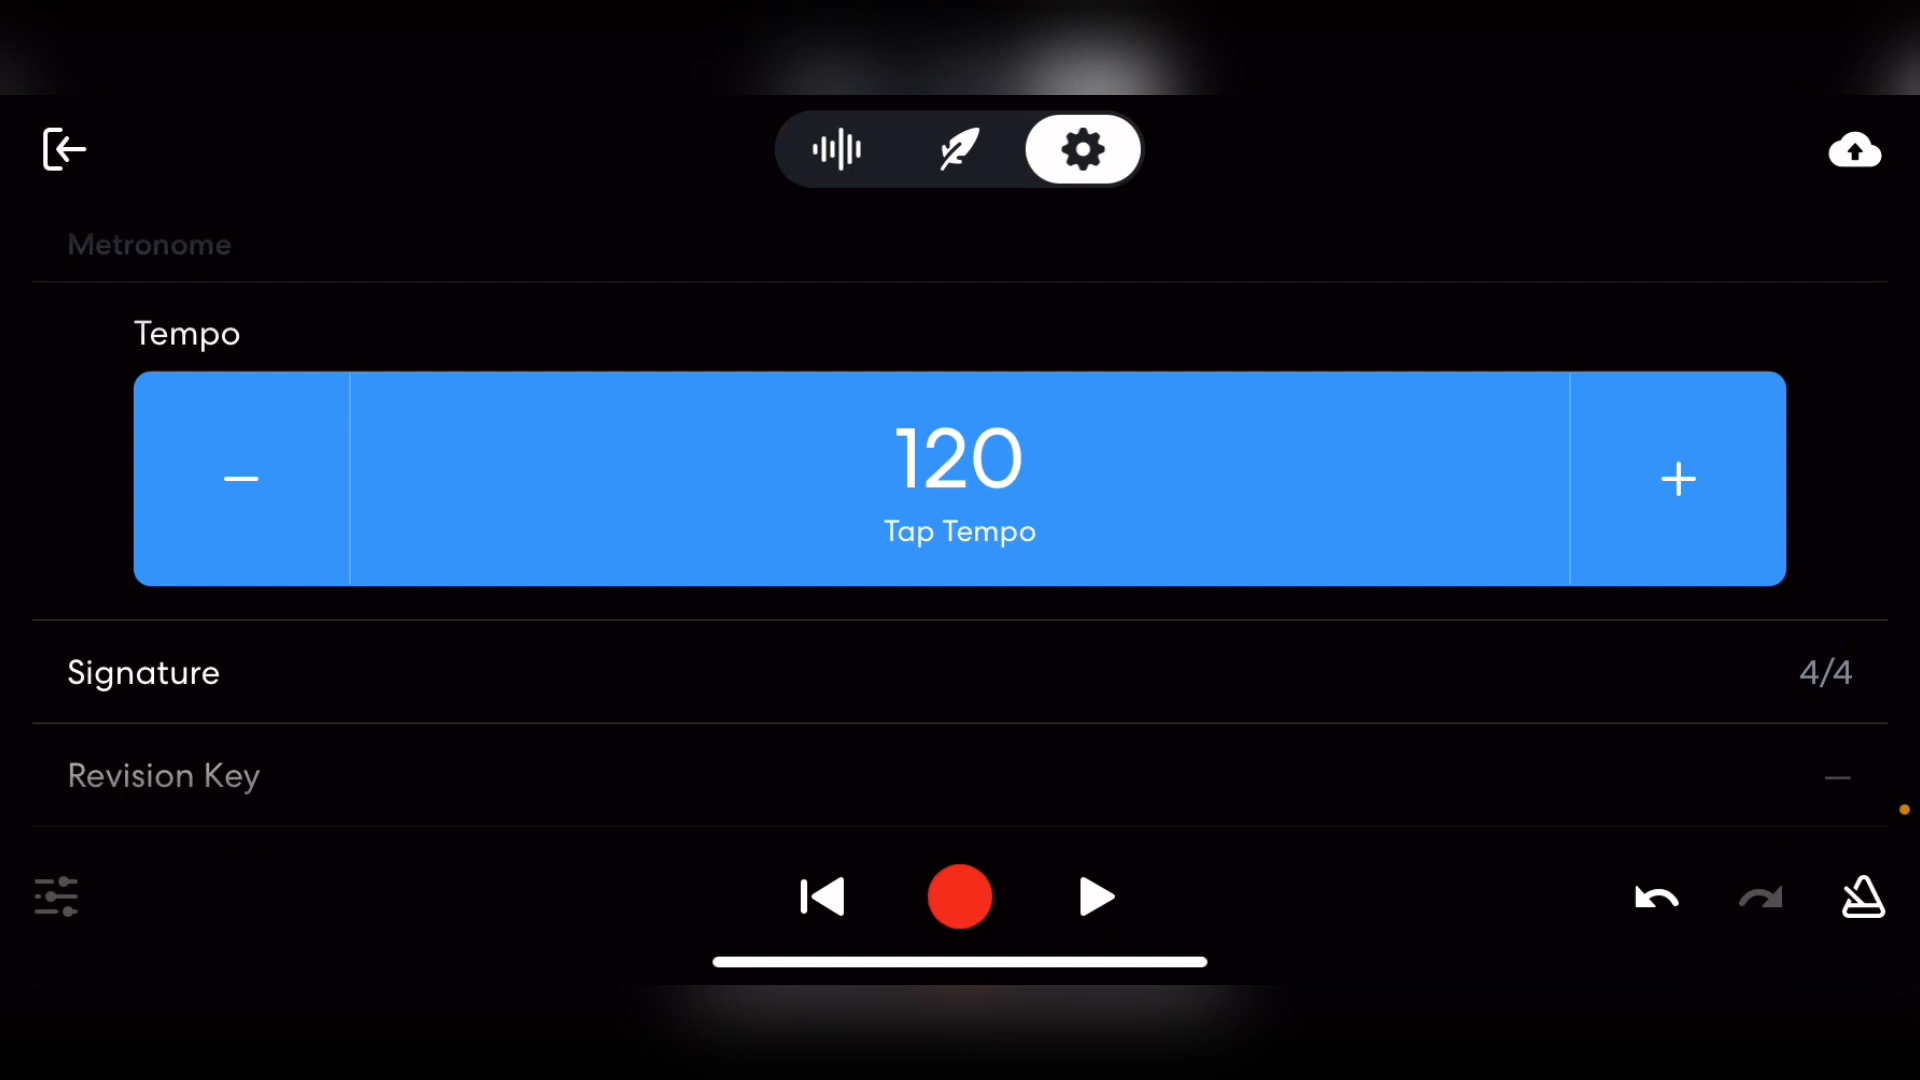 Metronome
Tempo
120
Tap Tempo
Signature
4/4
Revision Key